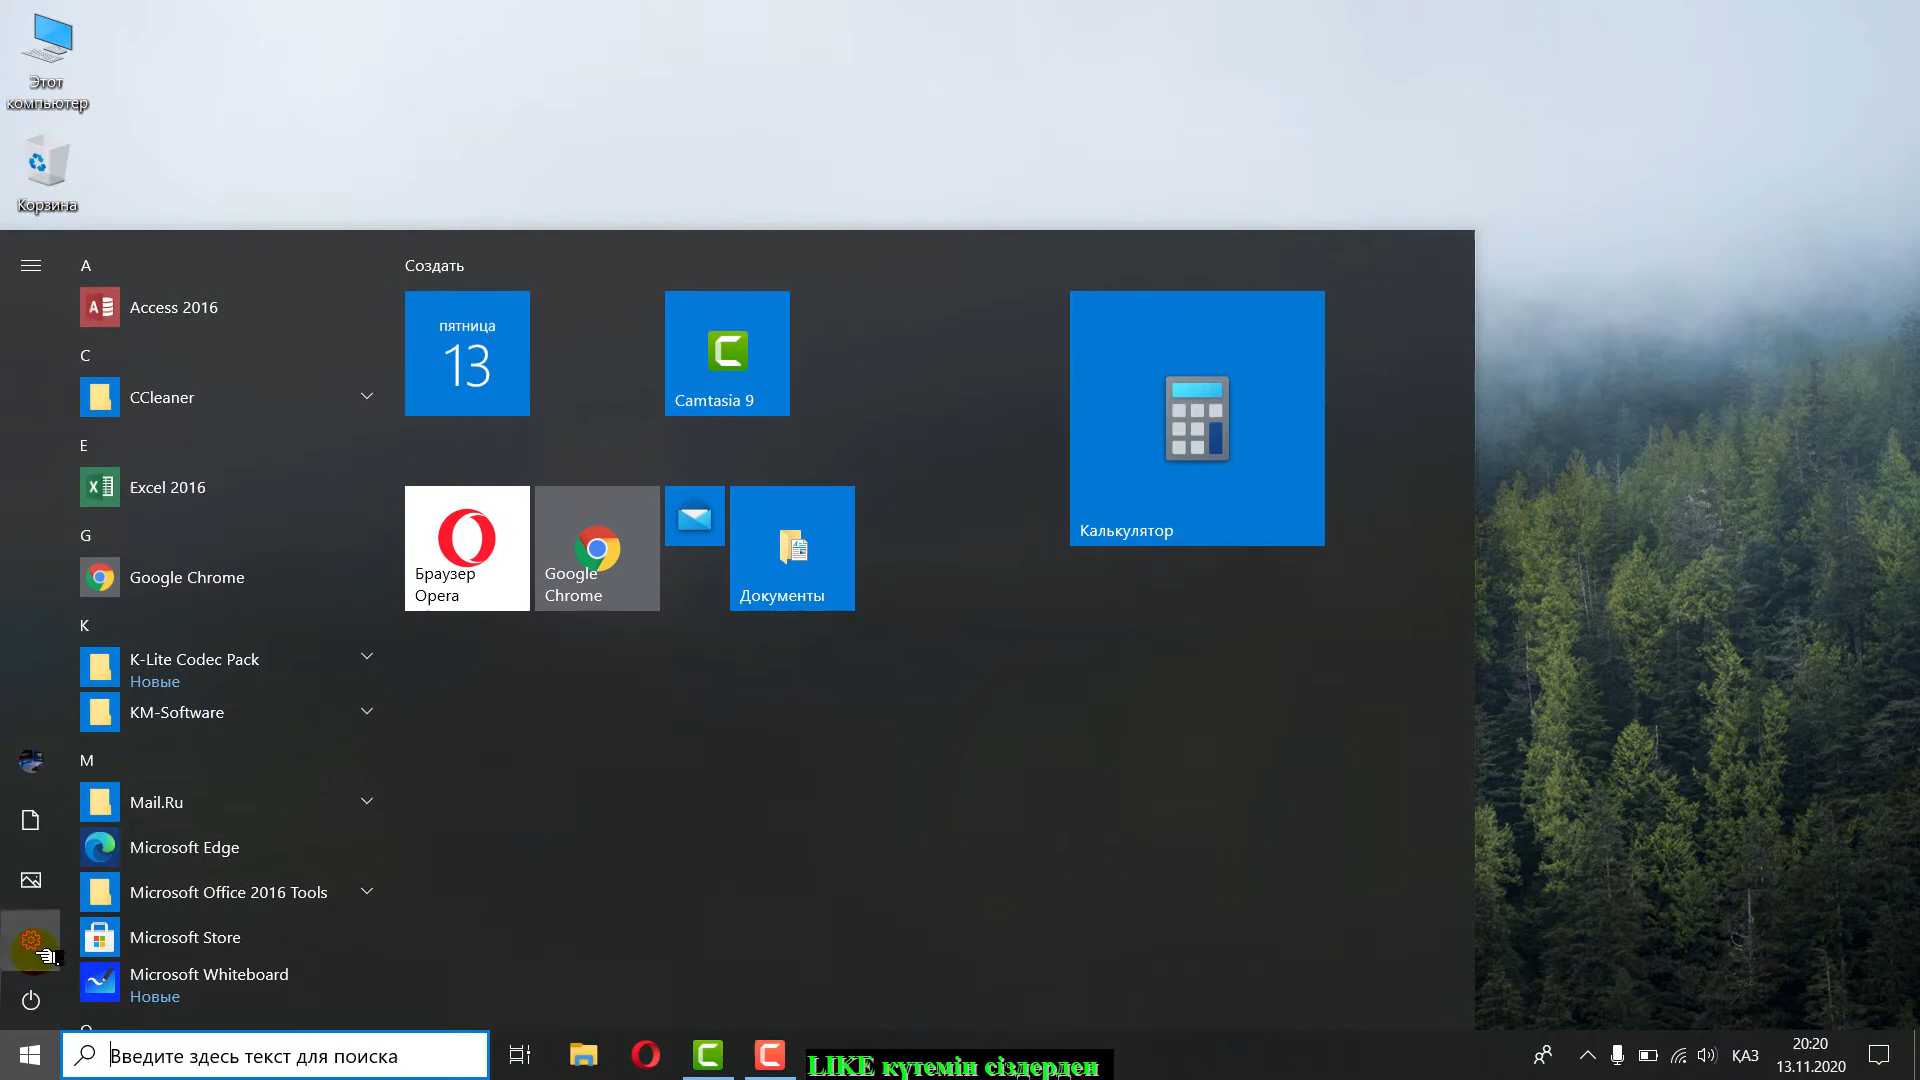 Этот
компьютер
Корзина
A
Access 2016
C
CCleaner
E
Excel 2016
G
Google Chrome
K
K-Lite Codec Pack
Новые
KM-Software
M
Mail.Ru
Microsoft Edge
Microsoft Office 2016 Tools
Microsoft Store
Microsoft Whiteboard
Новые
Создать
пятница
13
Camtasia 9
Калькулятор
Браузер
Opera
Google
Chrome
Документы
Введите здесь текст для поиска
LIKE күтемін сіздерден
ҚАЗ
20:20
13.11.2020